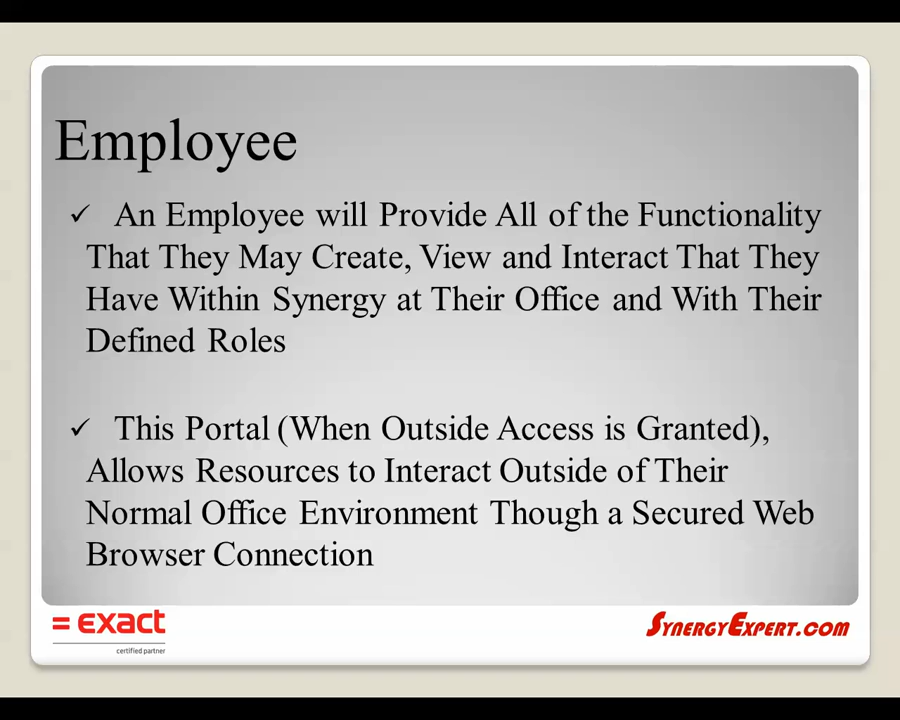 Employee
✓ An Employee will Provide All of the Functionality
That They May Create, View and Interact That They
Have Within Synergy at Their Office and With Their
Defined Roles
✓ This Portal (When Outside Access is Granted),
Allows Resources to Interact Outside of Their
Normal Office Environment Though a Secured Web
Browser Connection
= exact
certified partner
SynergyExpert.com